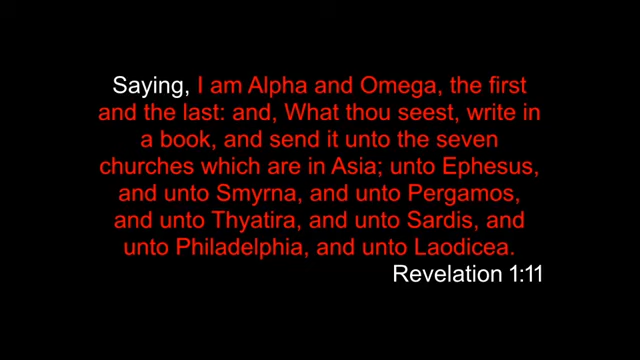 Saying, I am Alpha and Omega, the first
and the last: and, What thou seest, write in
a book, and send it unto the seven
churches which are in Asia; unto Ephesus,
and unto Smyrna, and unto Pergamos,
and unto Thyatira, and unto Sardis, and
unto Philadelphia, and unto Laodicea.
Revelation 1:11